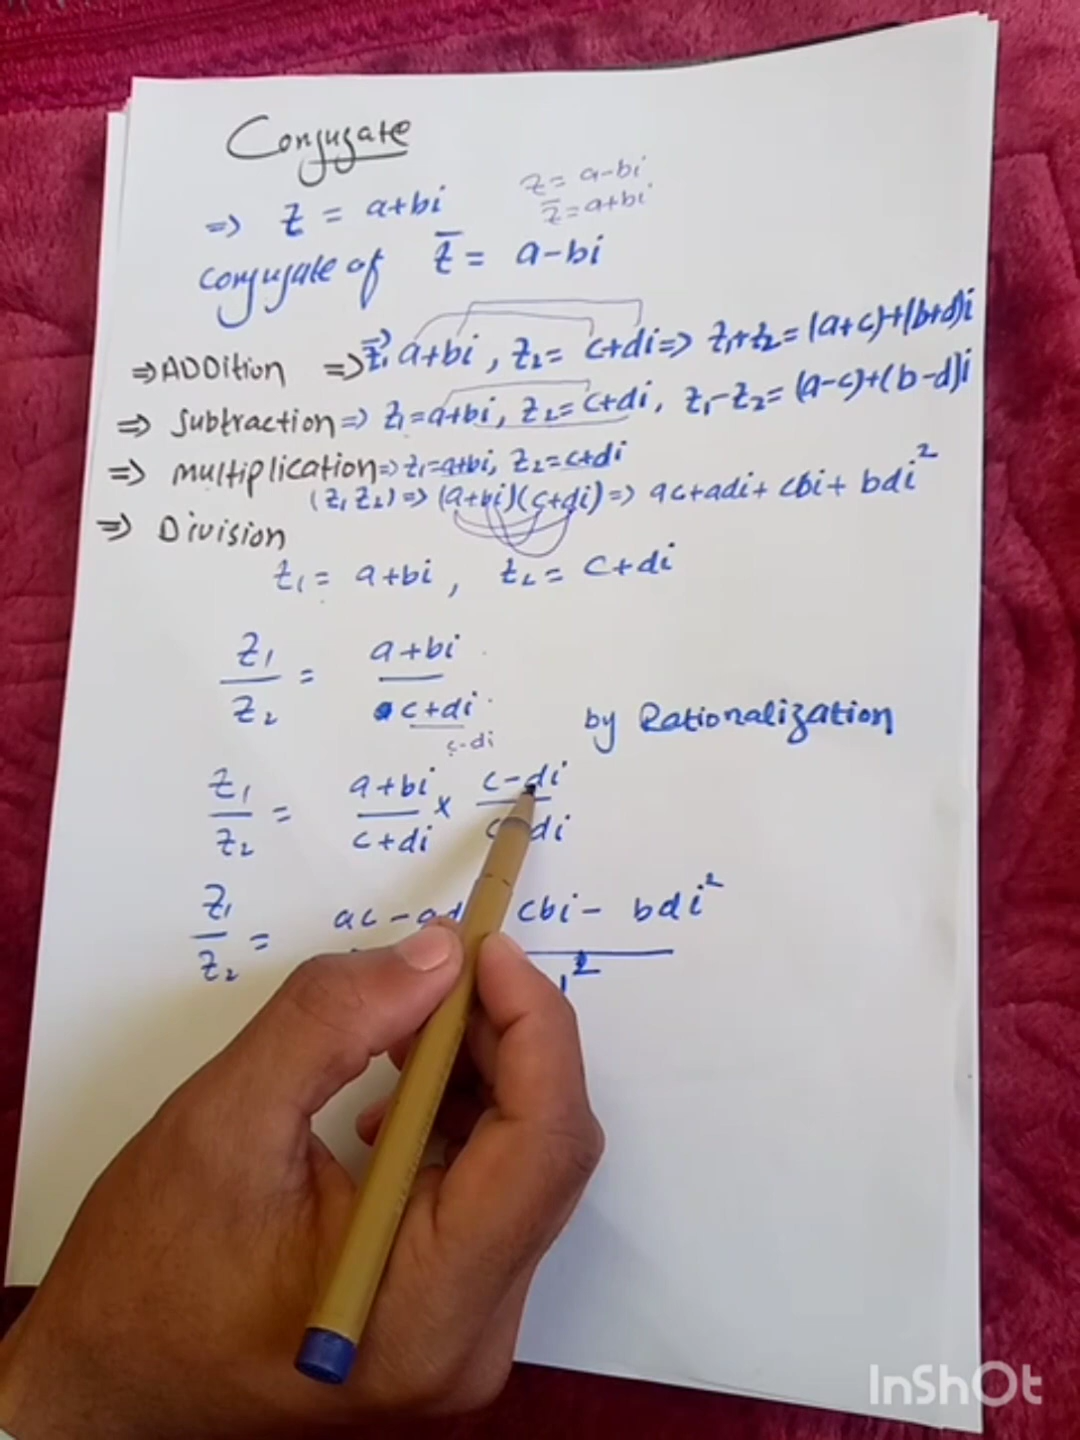 Conjugate
⇒ z = a+bi
z = a-bi
z̄ = a+bi
conjugate of z̄ = a-bi
⇒ ADDition ⇒ z₁ a+bi, z₂ = c+di ⇒ z₁+z₂ = (a+c)+(b+d)i
⇒ Subtraction ⇒ z₁=a+bi, z₂=c+di, z₁-z₂=(a-c)+(b-d)i
⇒ multiplication ⇒ z₁=a+bi, z₂=c+di
(z₁ z₂) ⇒ (a+bi)(c+di) ⇒ ac+adi+cbi+bdi²
⇒ Division
z₁ = a+bi, z₂ = c+di
z₁/z₂ = a+bi/c+di
c-di
by Rationalization
z₁/z₂ = a+bi/c+di × c-di/c di
z₁/z₂ = ac - ad cbi - bdi²
InShOt